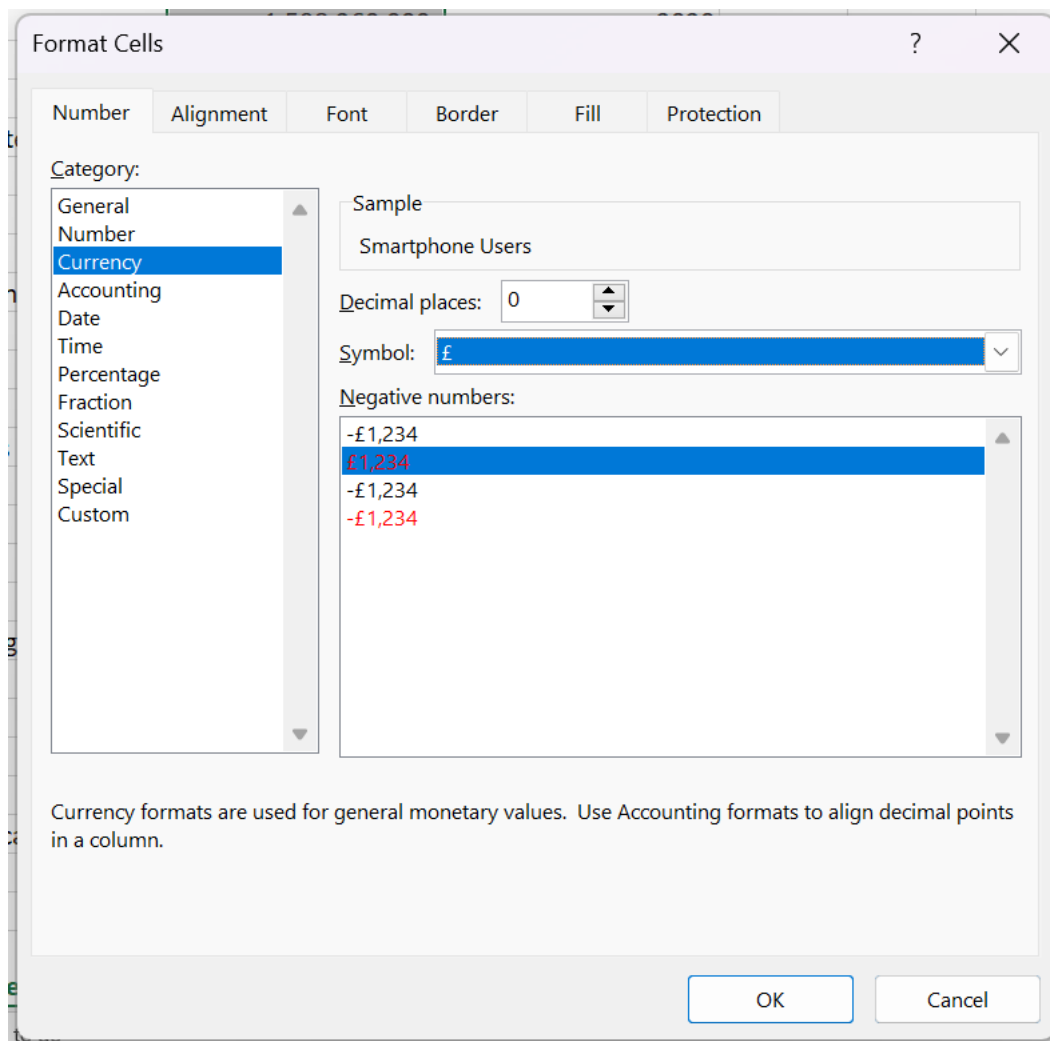 Format Cells
?
Number
Alignment
Font
Border
Fill
Protection
Category:
General
Number
Currency
Accounting
Date
Time
Percentage
Fraction
Scientific
Text
Special
Custom
Sample
Smartphone Users
Decimal places: 0
Symbol: £
Negative numbers:
-£1,234
£1,234
-£1,234
-£1,234
Currency formats are used for general monetary values.  Use Accounting formats to align decimal points
in a column.
OK
Cancel